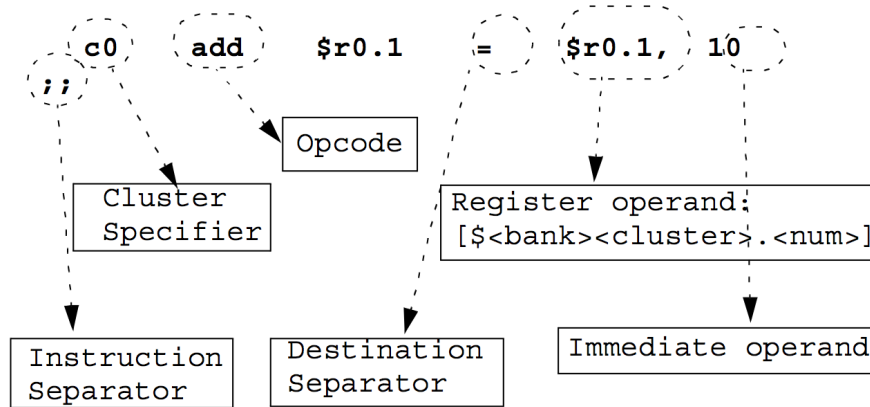 c0 add $r0.1 = $r0.1, 10
;;
Opcode
Cluster
Specifier
Register operand:
[$<bank><cluster>.<num>]
Instruction
Separator
Destination
Separator
Immediate operand